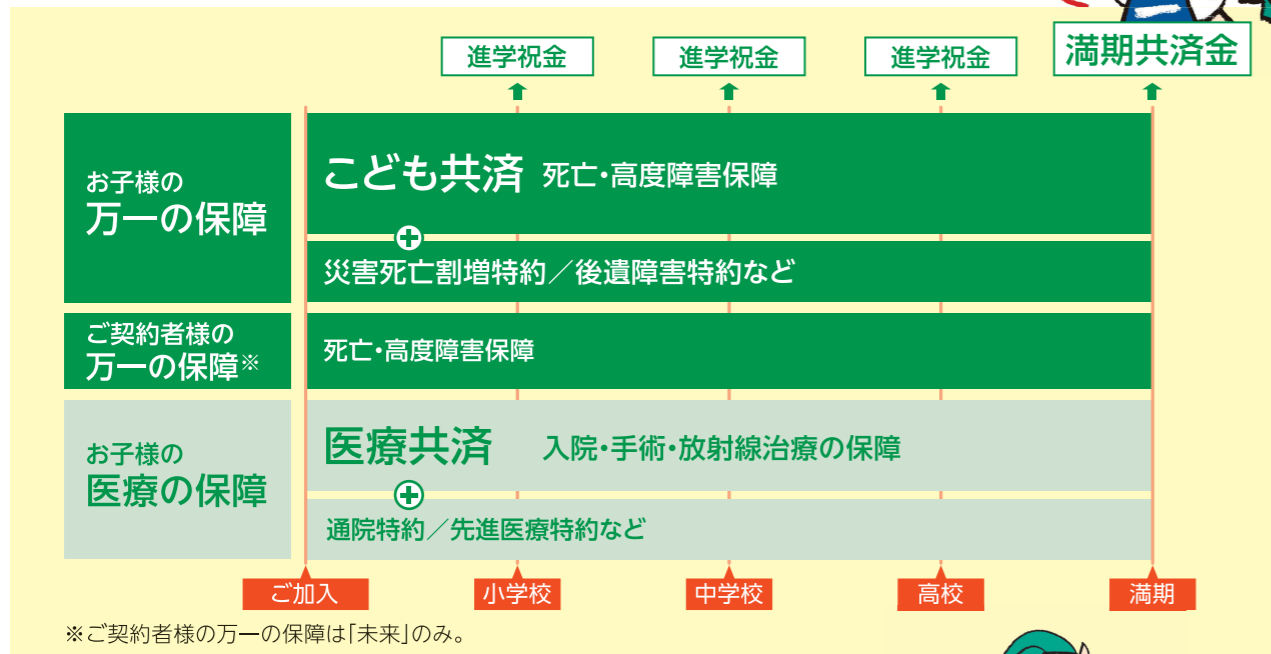 進学祝金
進学祝金
進学祝金
満期共済金
お子様の
万一の保障
こども共済 死亡・高度障害保障
災害死亡割増特約／後遺障害特約など
ご契約者様の
万一の保障※
死亡・高度障害保障
お子様の
医療の保障
医療共済 入院・手術・放射線治療の保障
通院特約／先進医療特約など
ご加入
小学校
中学校
高校
満期
※ご契約者様の万一の保障は「未来」のみ。